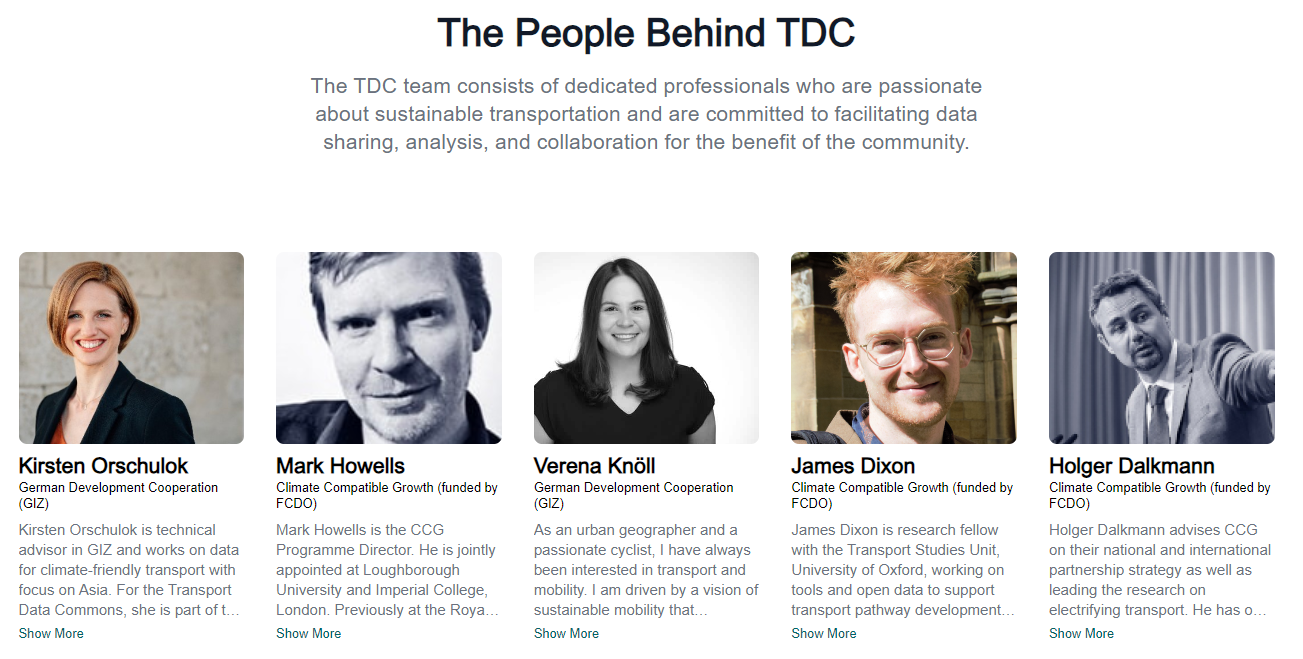 The People Behind TDC
The TDC team consists of dedicated professionals who are passionate
about sustainable transportation and are committed to facilitating data
sharing, analysis, and collaboration for the benefit of the community.
Kirsten Orschulok
German Development Cooperation
(GIZ)
Kirsten Orschulok is technical
advisor in GIZ and works on data
for climate-friendly transport with
focus on Asia. For the Transport
Data Commons, she is part of t…
Show More
Mark Howells
Climate Compatible Growth (funded by
FCDO)
Mark Howells is the CCG
Programme Director. He is jointly
appointed at Loughborough
University and Imperial College,
London. Previously at the Roya…
Show More
Verena Knöll
German Development Cooperation
(GIZ)
As an urban geographer and a
passionate cyclist, I have always
been interested in transport and
mobility. I am driven by a vision of
sustainable mobility that…
Show More
James Dixon
Climate Compatible Growth (funded by
FCDO)
James Dixon is research fellow
with the Transport Studies Unit,
University of Oxford, working on
tools and open data to support
transport pathway development…
Show More
Holger Dalkmann
Climate Compatible Growth (funded by
FCDO)
Holger Dalkmann advises CCG
on their national and international
partnership strategy as well as
leading the research on
electrifying transport. He has o…
Show More